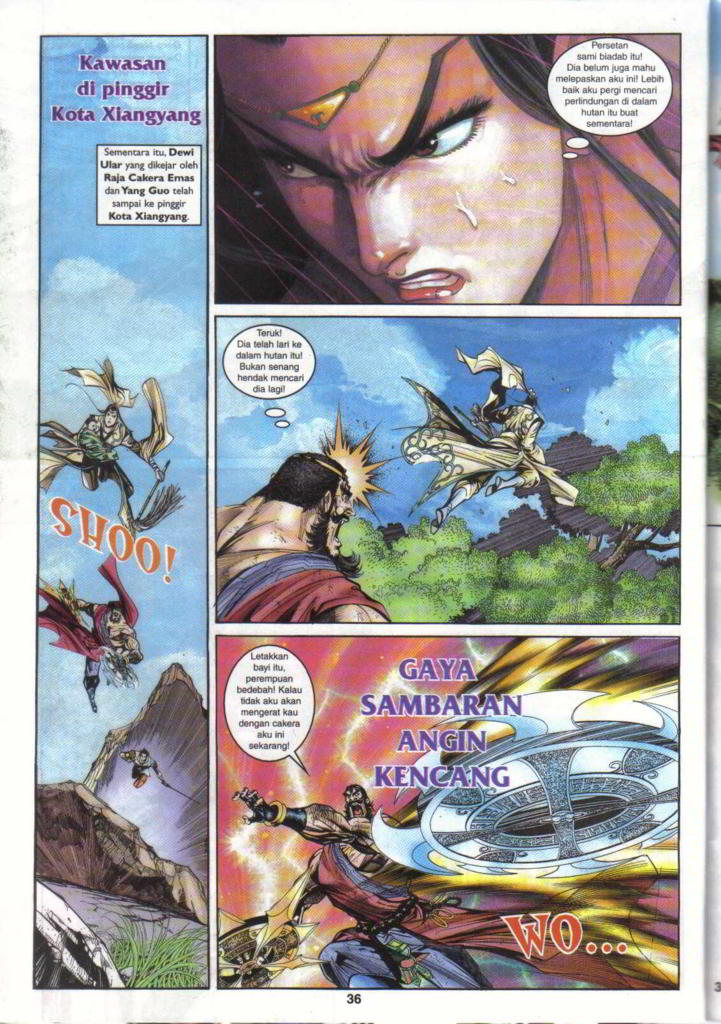 Kawasan
di pinggir
Kota Xiangyang
Sementara itu, Dewi
Ular yang dikejar oleh
Raja Cakera Emas
dan Yang Guo telah
sampai ke pinggir
Kota Xiangyang.
SHOO!
Persetan
sami biadab itu!
Dia belum juga mahu
melepaskan aku ini! Lebih
baik aku pergi mencari
perlindungan di dalam
hutan itu buat
sementara!
Teruk!
Dia telah lari ke
dalam hutan itu!
Bukan senang
hendak mencari
dia lagi!
Letakkan
bayi itu,
perempuan
bedebah! Kalau
tidak aku akan
mengerat kau
dengan cakera
aku ini
sekarang!
GAYA
SAMBARAN
ANGIN
KENCANG
WO...
36